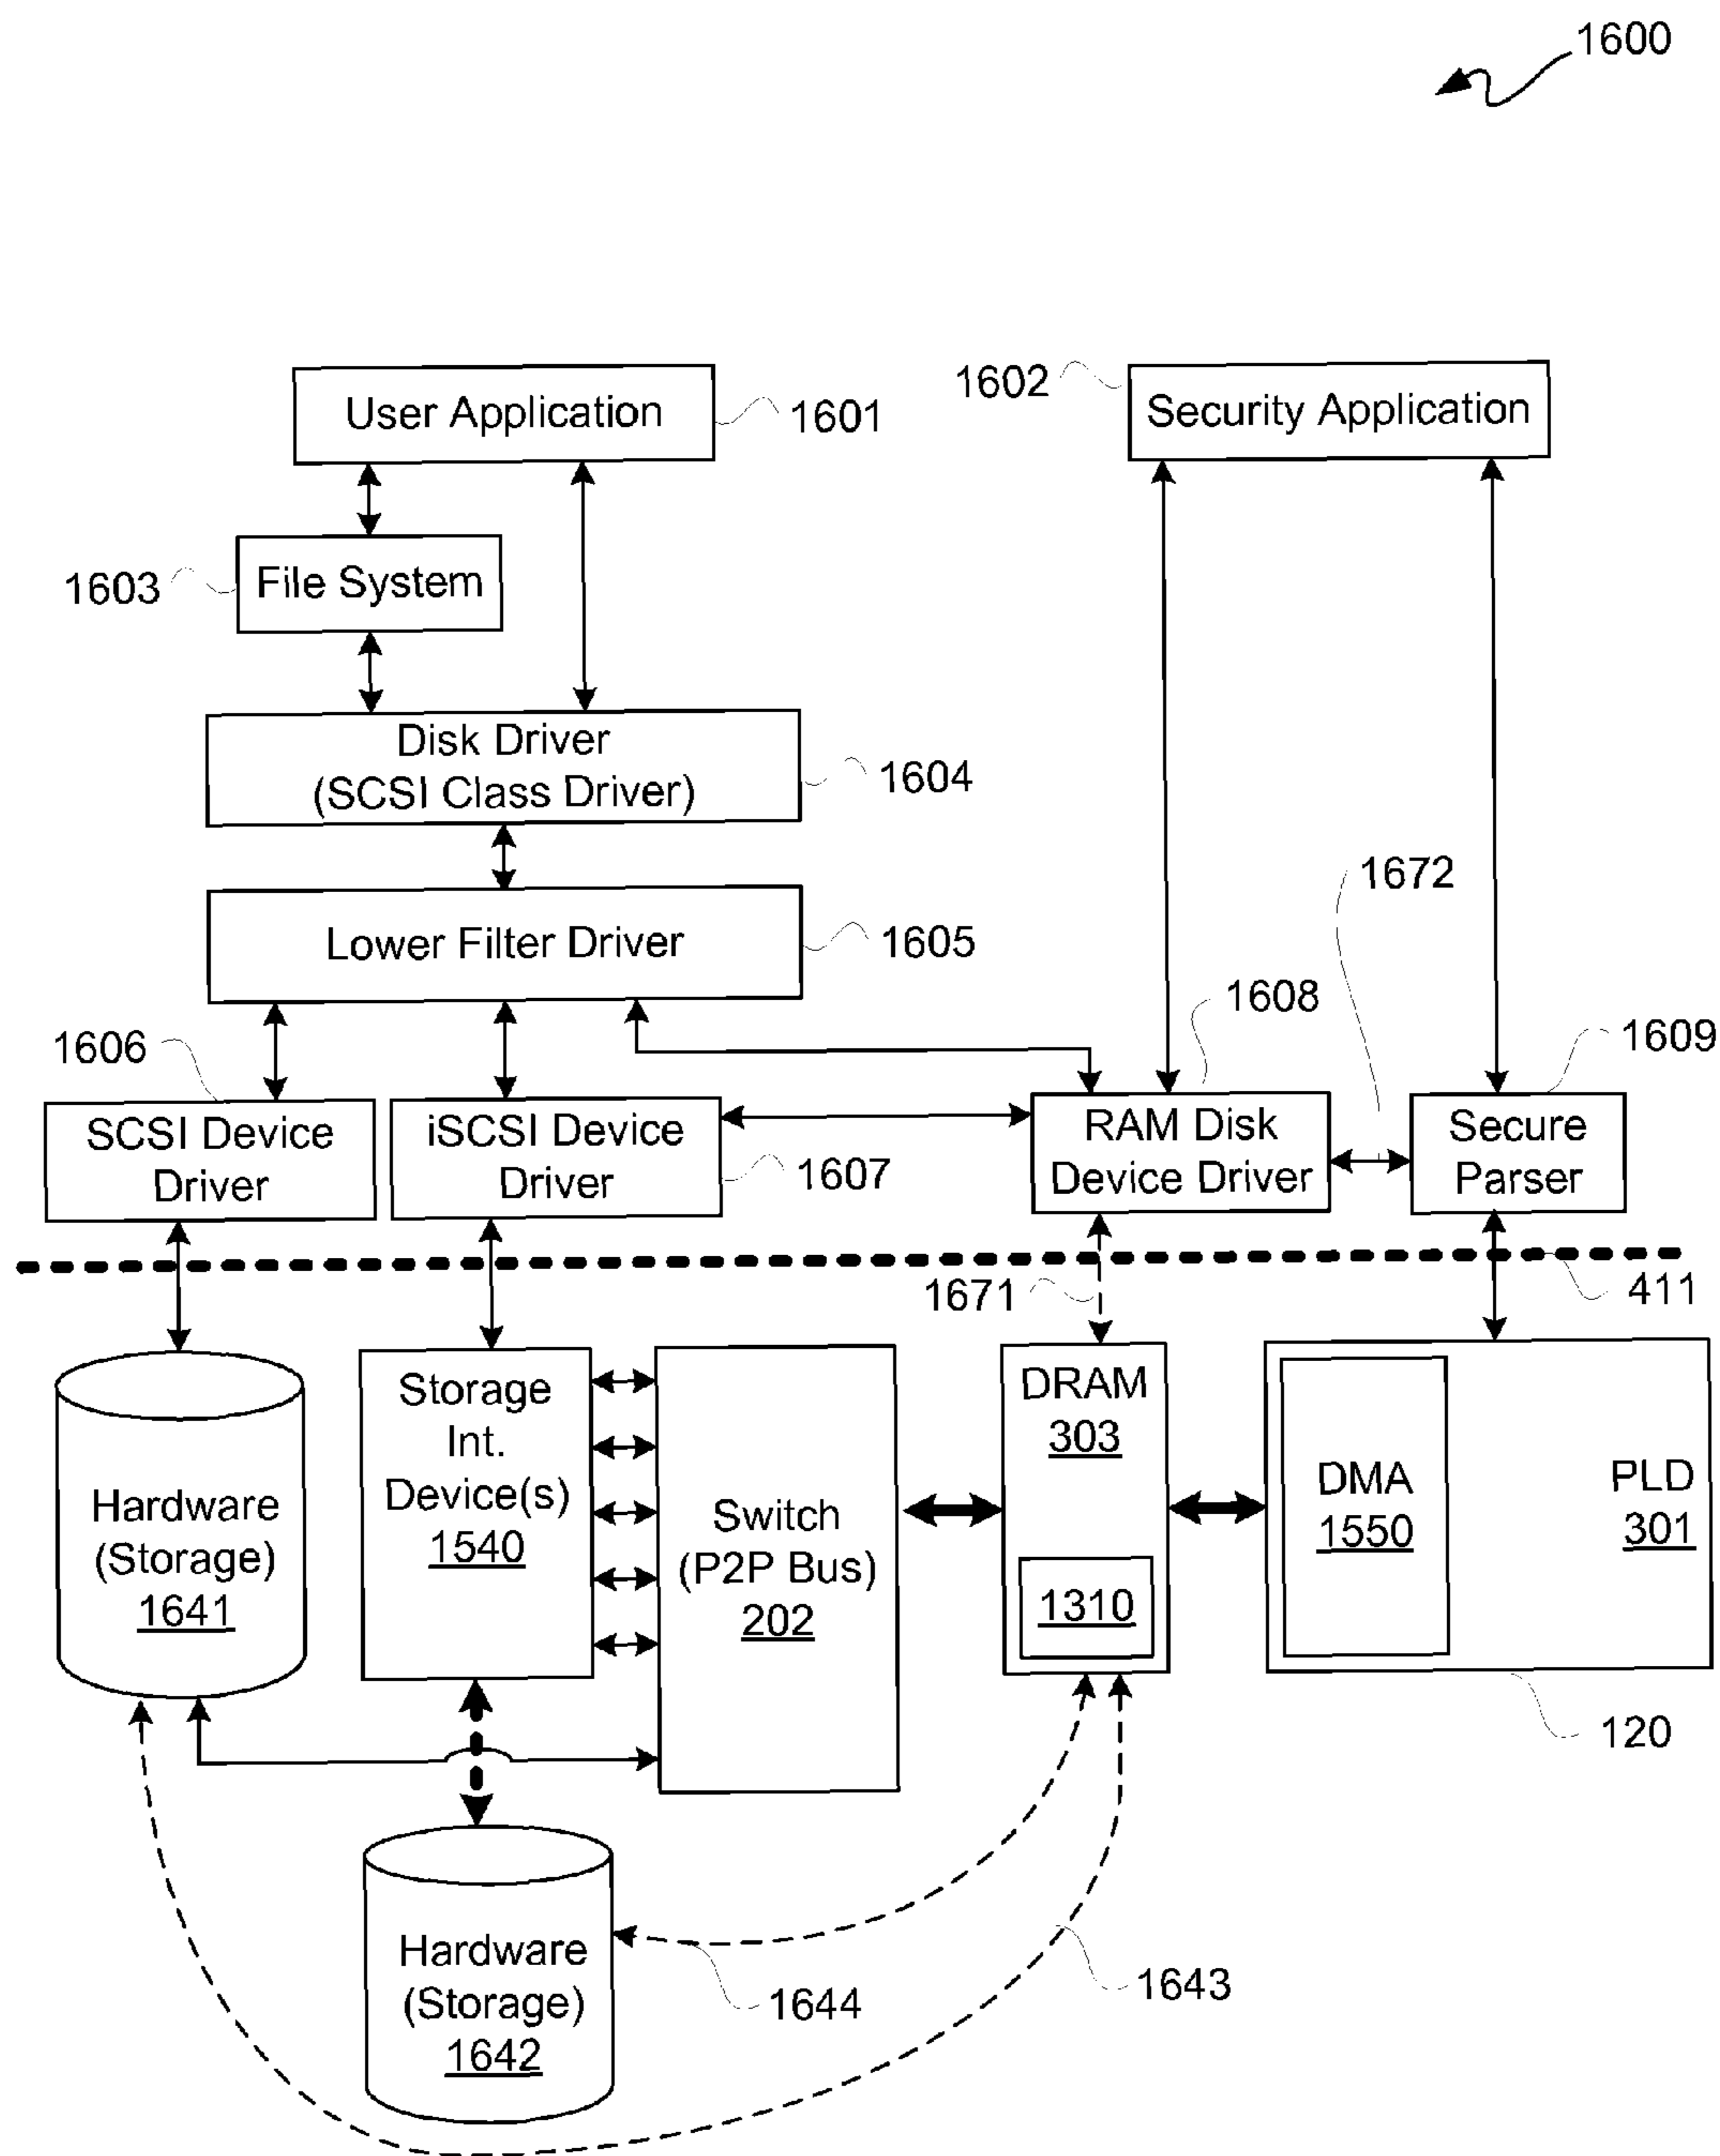 1600
1602
User Application
1601
Security Application
1603
File System
Disk Driver
(SCSI Class Driver)
1604
1672
Lower Filter Driver
1605
1608
1606
1609
SCSI Device
Driver
iSCSI Device
Driver
1607
RAM Disk
Device Driver
Secure
Parser
1671
411
Hardware
(Storage)
1641
Storage
Int.
Device(s)
1540
Switch
(P2P Bus)
202
DRAM
303
1310
DMA
1550
PLD
301
120
Hardware
(Storage)
1642
1644
1643